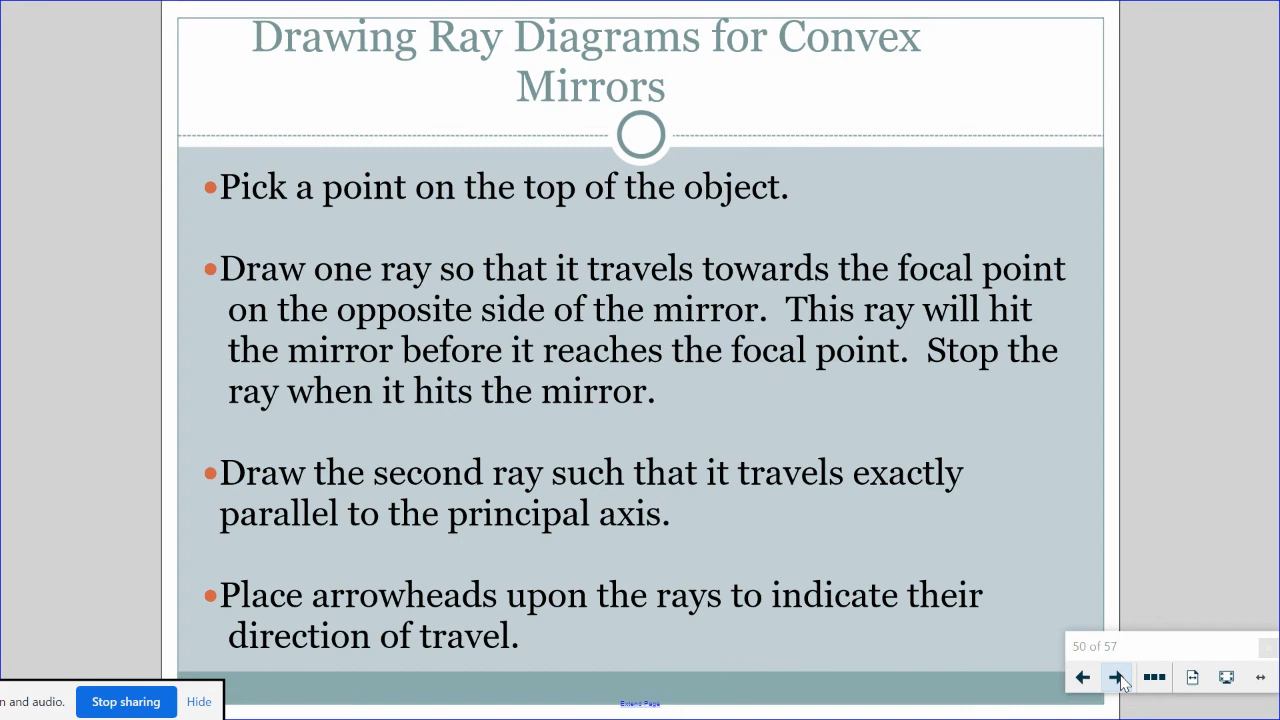 Drawing Ray Diagrams for Convex
Mirrors
•Pick a point on the top of the object.
•Draw one ray so that it travels towards the focal point
on the opposite side of the mirror.  This ray will hit
the mirror before it reaches the focal point.  Stop the
ray when it hits the mirror.
•Draw the second ray such that it travels exactly
parallel to the principal axis.
•Place arrowheads upon the rays to indicate their
direction of travel.
50 of 57
n and audio.
Stop sharing
Hide
Extend Page